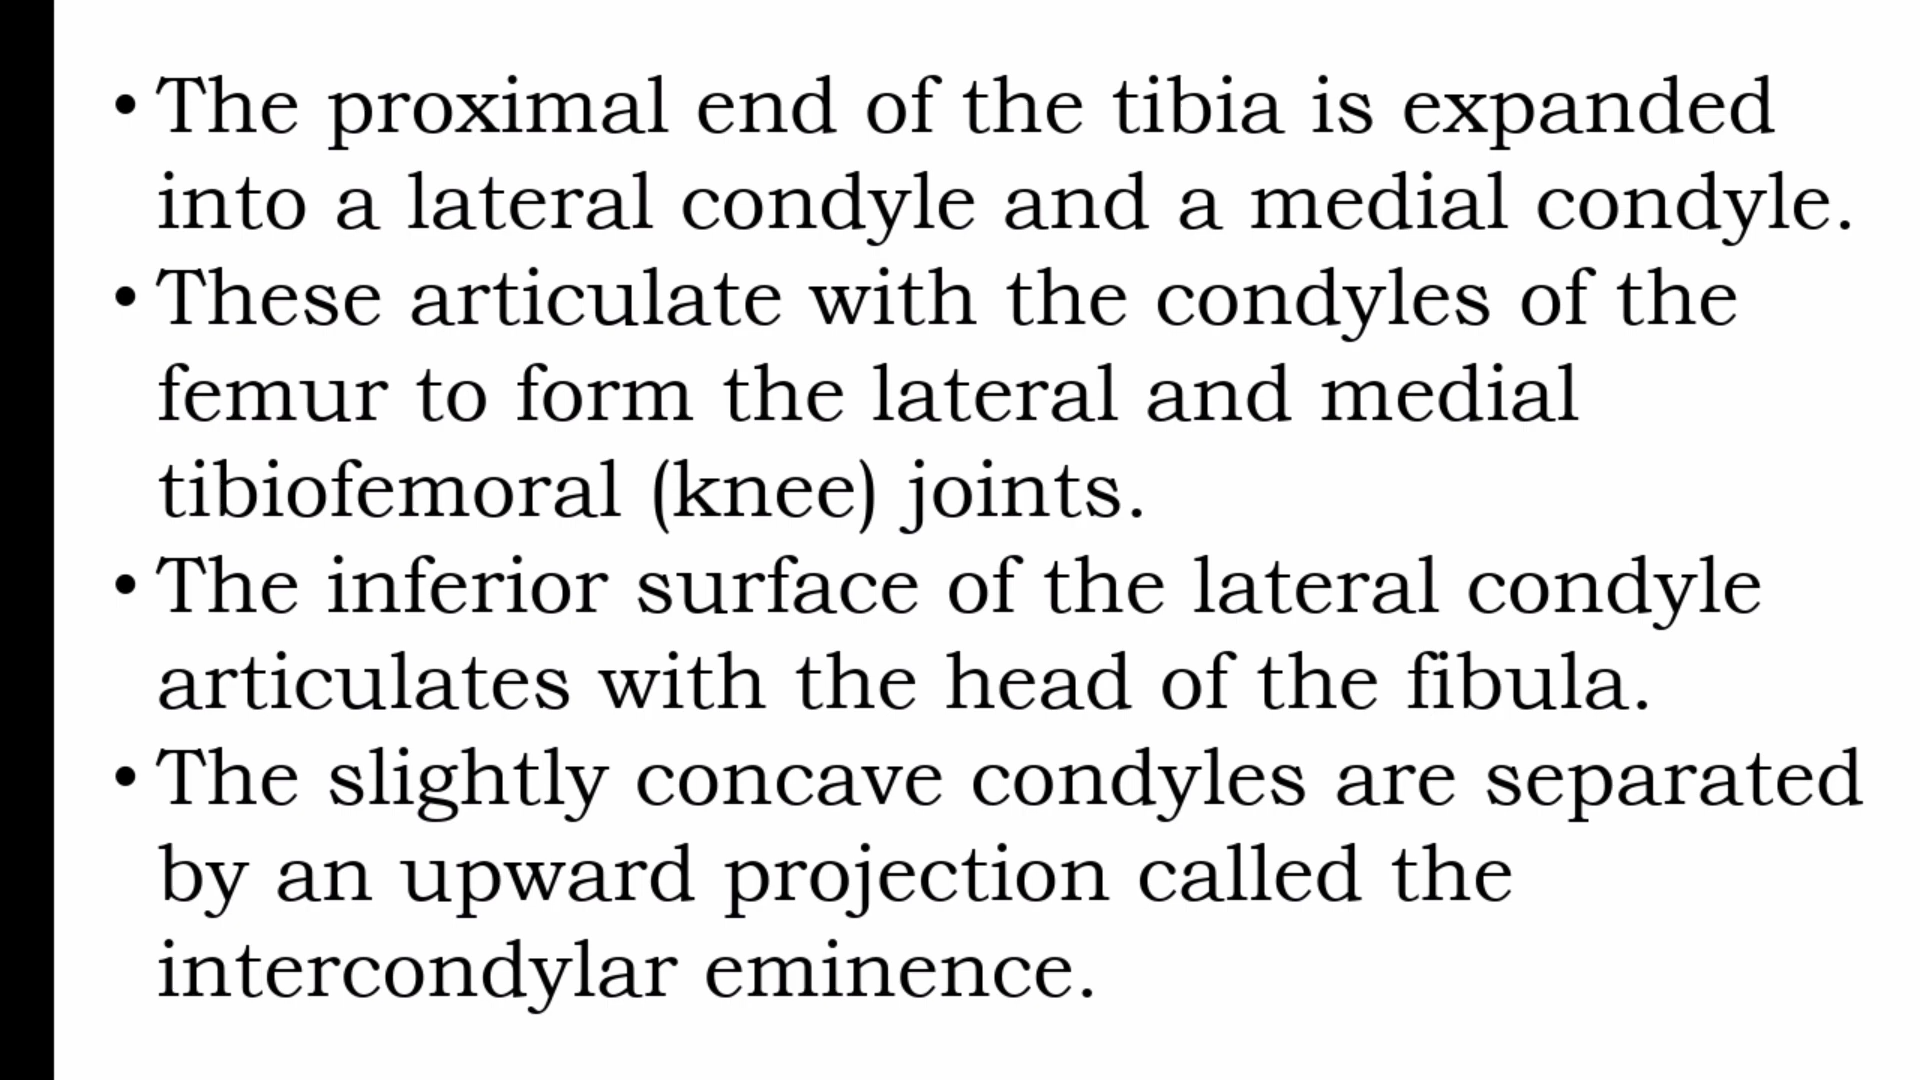 • The proximal end of the tibia is expanded
into a lateral condyle and a medial condyle.
• These articulate with the condyles of the
femur to form the lateral and medial
tibiofemoral (knee) joints.
• The inferior surface of the lateral condyle
articulates with the head of the fibula.
• The slightly concave condyles are separated
by an upward projection called the
intercondylar eminence.